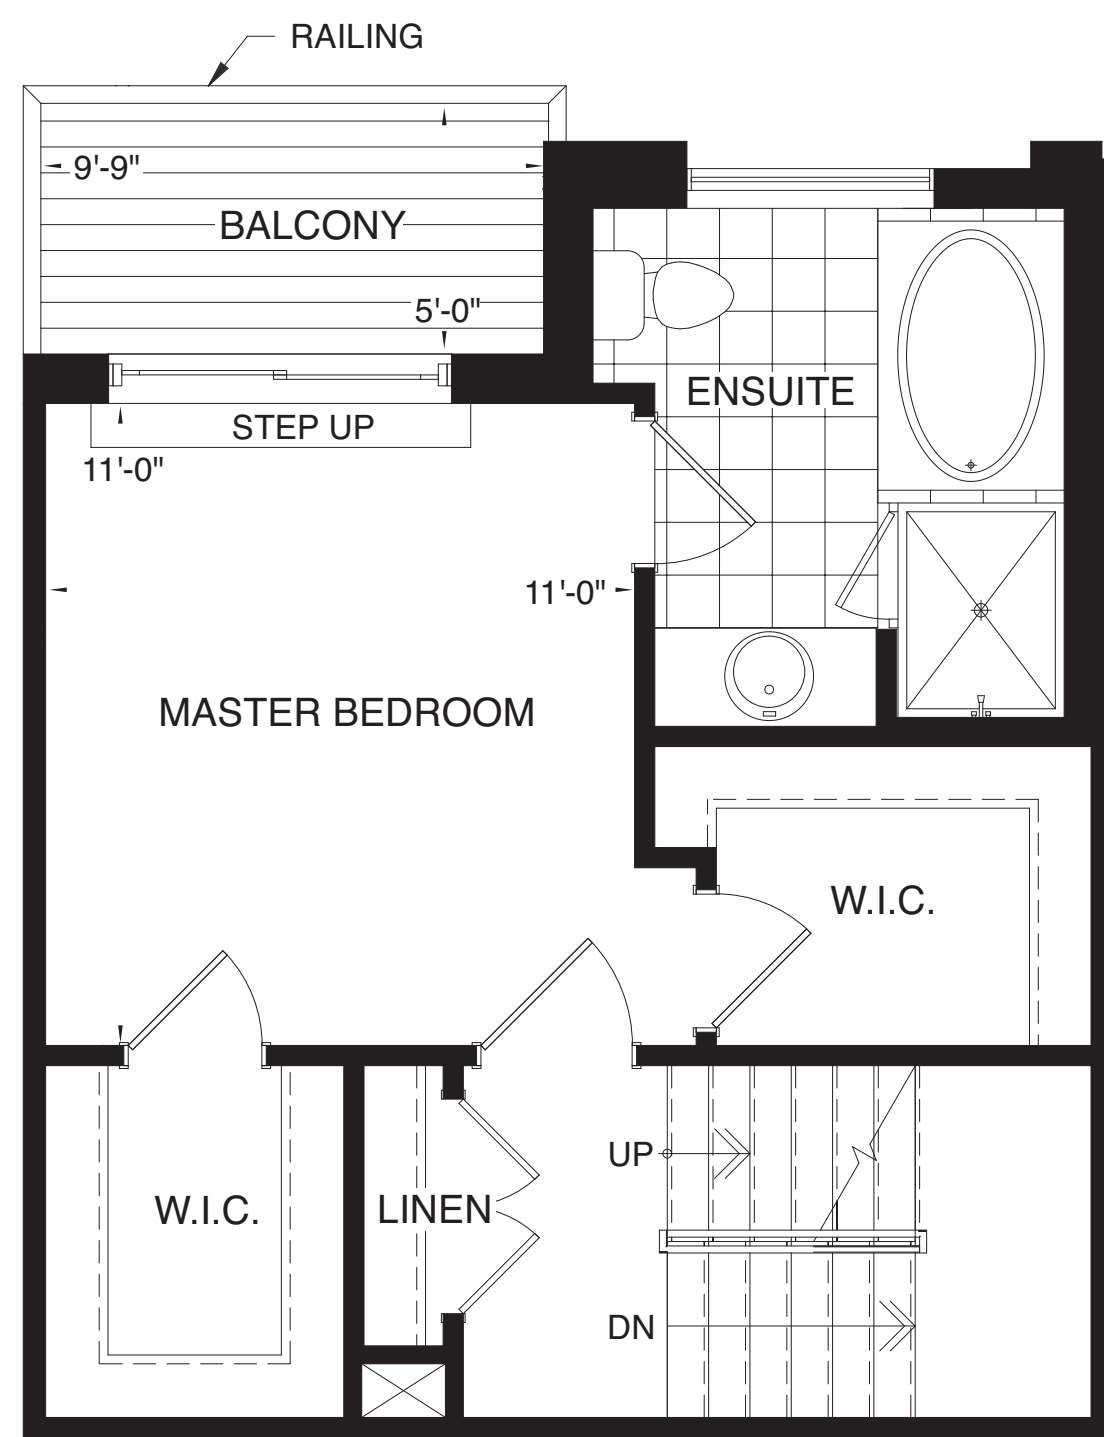 RAILING
9'-9"
BALCONY
5'-0"
ENSUITE
STEP UP
11'-0"
11'-0"
MASTER BEDROOM
W.I.C.
UP
W.I.C.
LINEN
DN